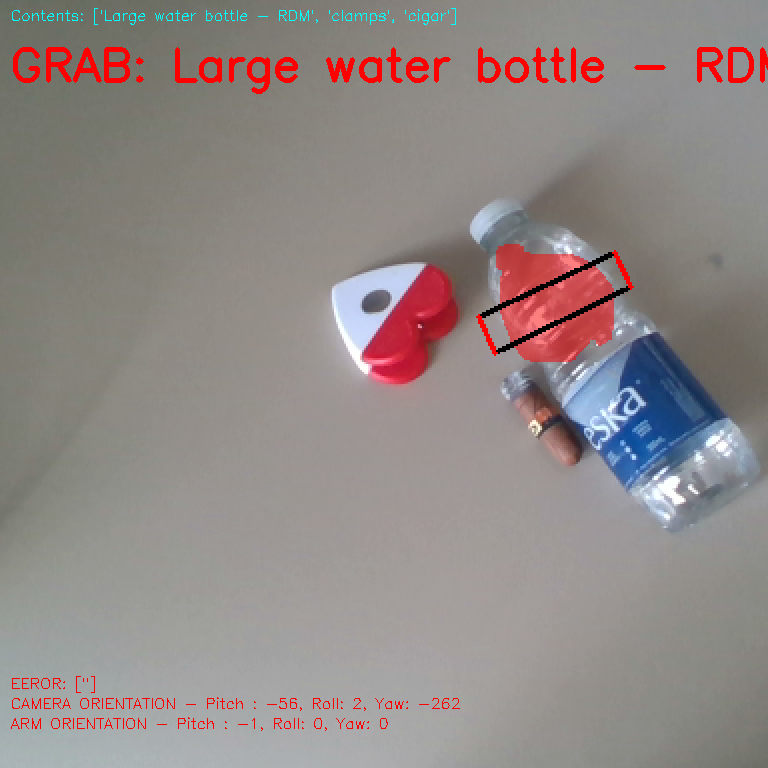 Contents: ['Large water bottle – RDM', 'clamps', 'cigar']
GRAB: Large water bottle – RDM
eska
EEROR: ['']
CAMERA ORIENTATION – Pitch : –56, Roll: 2, Yaw: –262
ARM ORIENTATION – Pitch : –1, Roll: 0, Yaw: 0